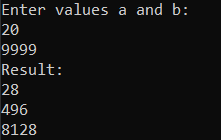 Enter values a and b:
20
9999
Result:
28
496
8128